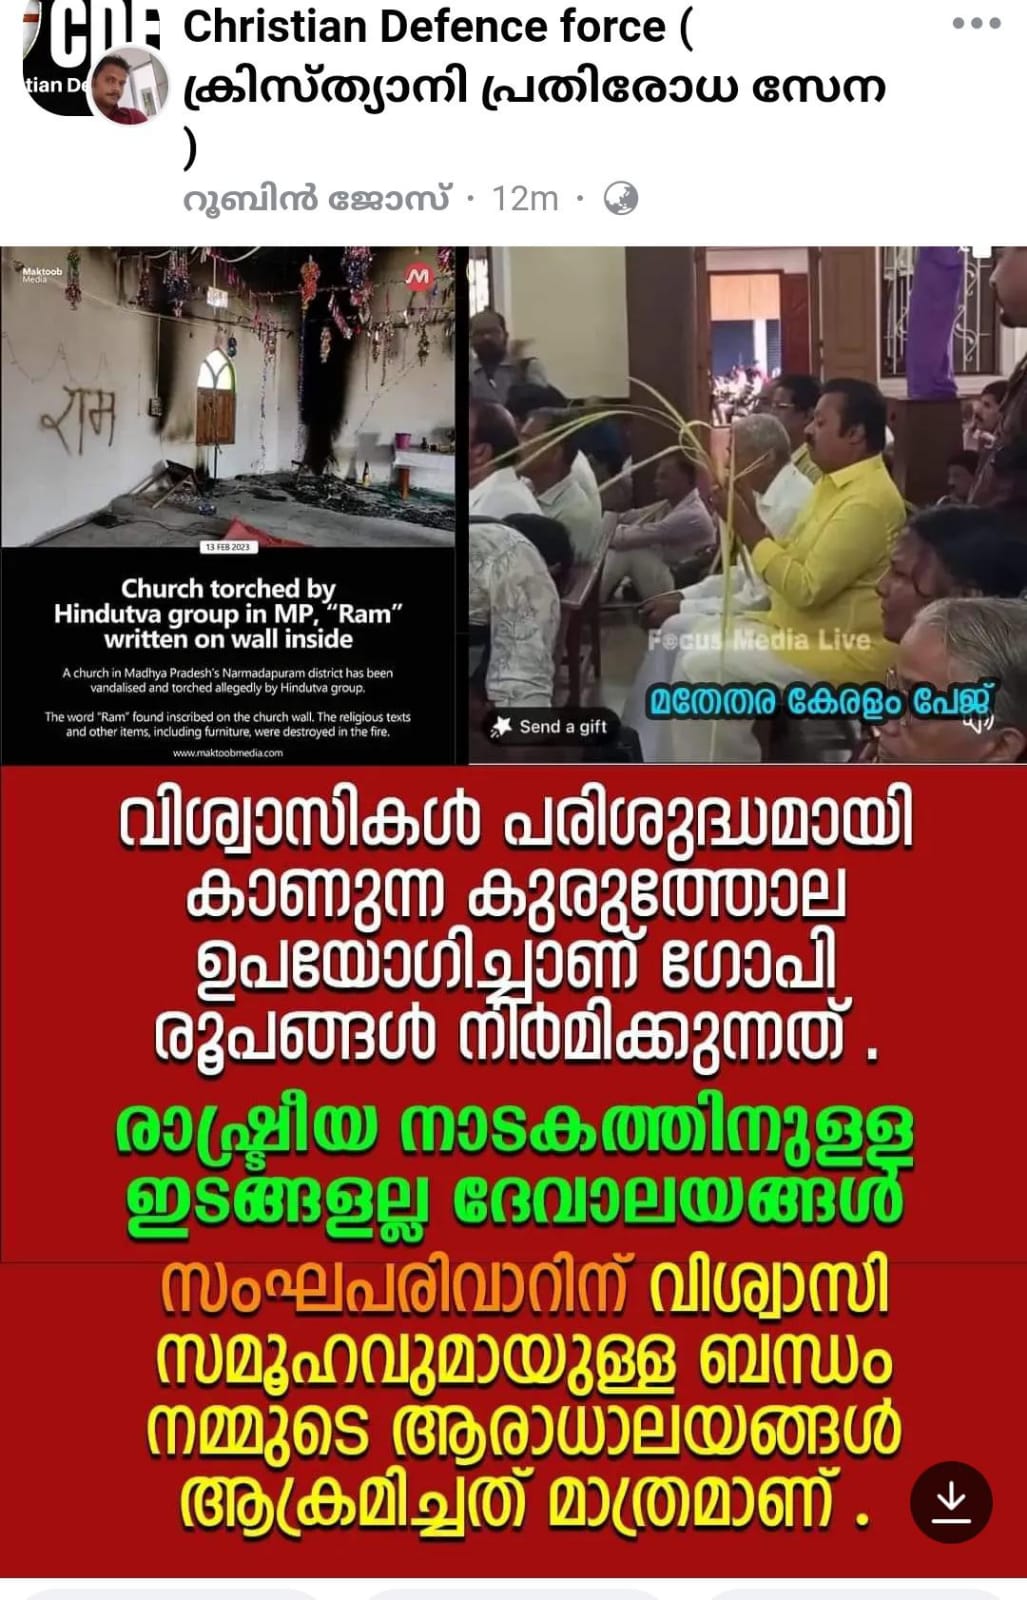 Christian Defence force (
ക്രിസ്ത്യാനി പ്രതിരോധ സേന
)
റൂബിൻ ജോസ് · 12m ·
Maktoob
Media
राम
13 FEB 2023
Church torched by
Hindutva group in MP, “Ram”
written on wall inside
A church in Madhya Pradesh's Narmadapuram district has been
vandalised and torched allegedly by Hindutva group.
The word "Ram" found inscribed on the church wall. The religious texts
and other items, including furniture, were destroyed in the fire.
www.maktoobmedia.com
Focus Media Live
മതേതര കേരളം പേജ്
Send a gift
വിശ്വാസികൾ പരിശുദ്ധമായി
കാണുന്ന കുരുത്തോല
ഉപയോഗിച്ചാണ് ഗോപി
രൂപങ്ങൾ നിർമിക്കുന്നത് .
രാഷ്ട്രീയ നാടകത്തിനുളള
ഇടങ്ങളല്ല ദേവാലയങ്ങൾ
സംഘപരിവാറിന് വിശ്വാസി
സമൂഹവുമായുള്ള ബന്ധം
നമ്മുടെ ആരാധാലയങ്ങൾ
ആക്രമിച്ചത് മാത്രമാണ് .